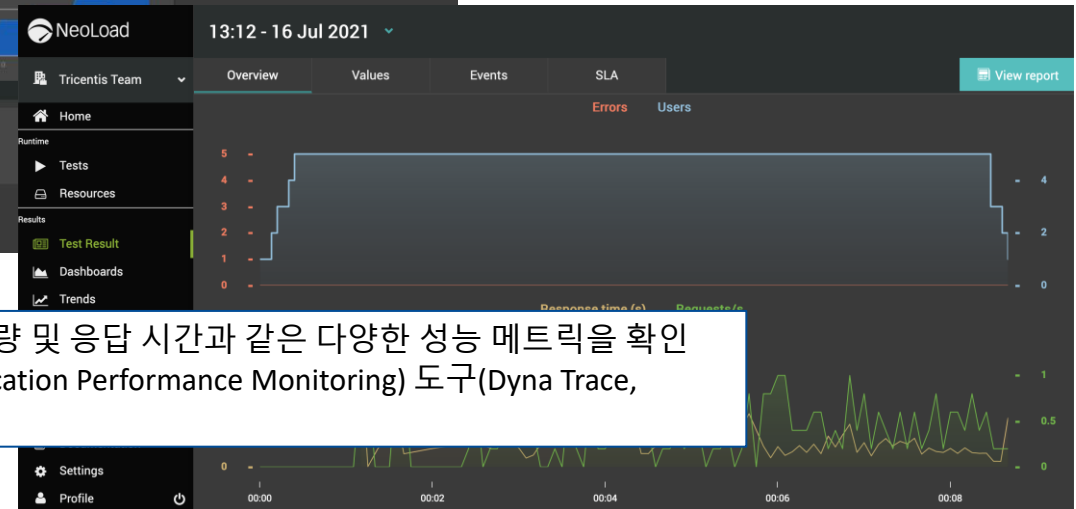 NeoLoad
13:12 - 16 Jul 2021
Tricentis Team
Overview
Values
Events
SLA
View report
Home
Errors
Users
Runtime
Tests
Resources
Results
Test Result
Dashboards
Trends
5
4
3
2
1
0
4
2
0
Response time (s)
Requests/s
및 응답 시간과 같은 다양한 성능 메트릭을 확인
Performance Monitoring) 도구(Dyna Trace,
1
0.5
0
0
Settings
Profile
00:00
00:02
00:04
00:06
00:08